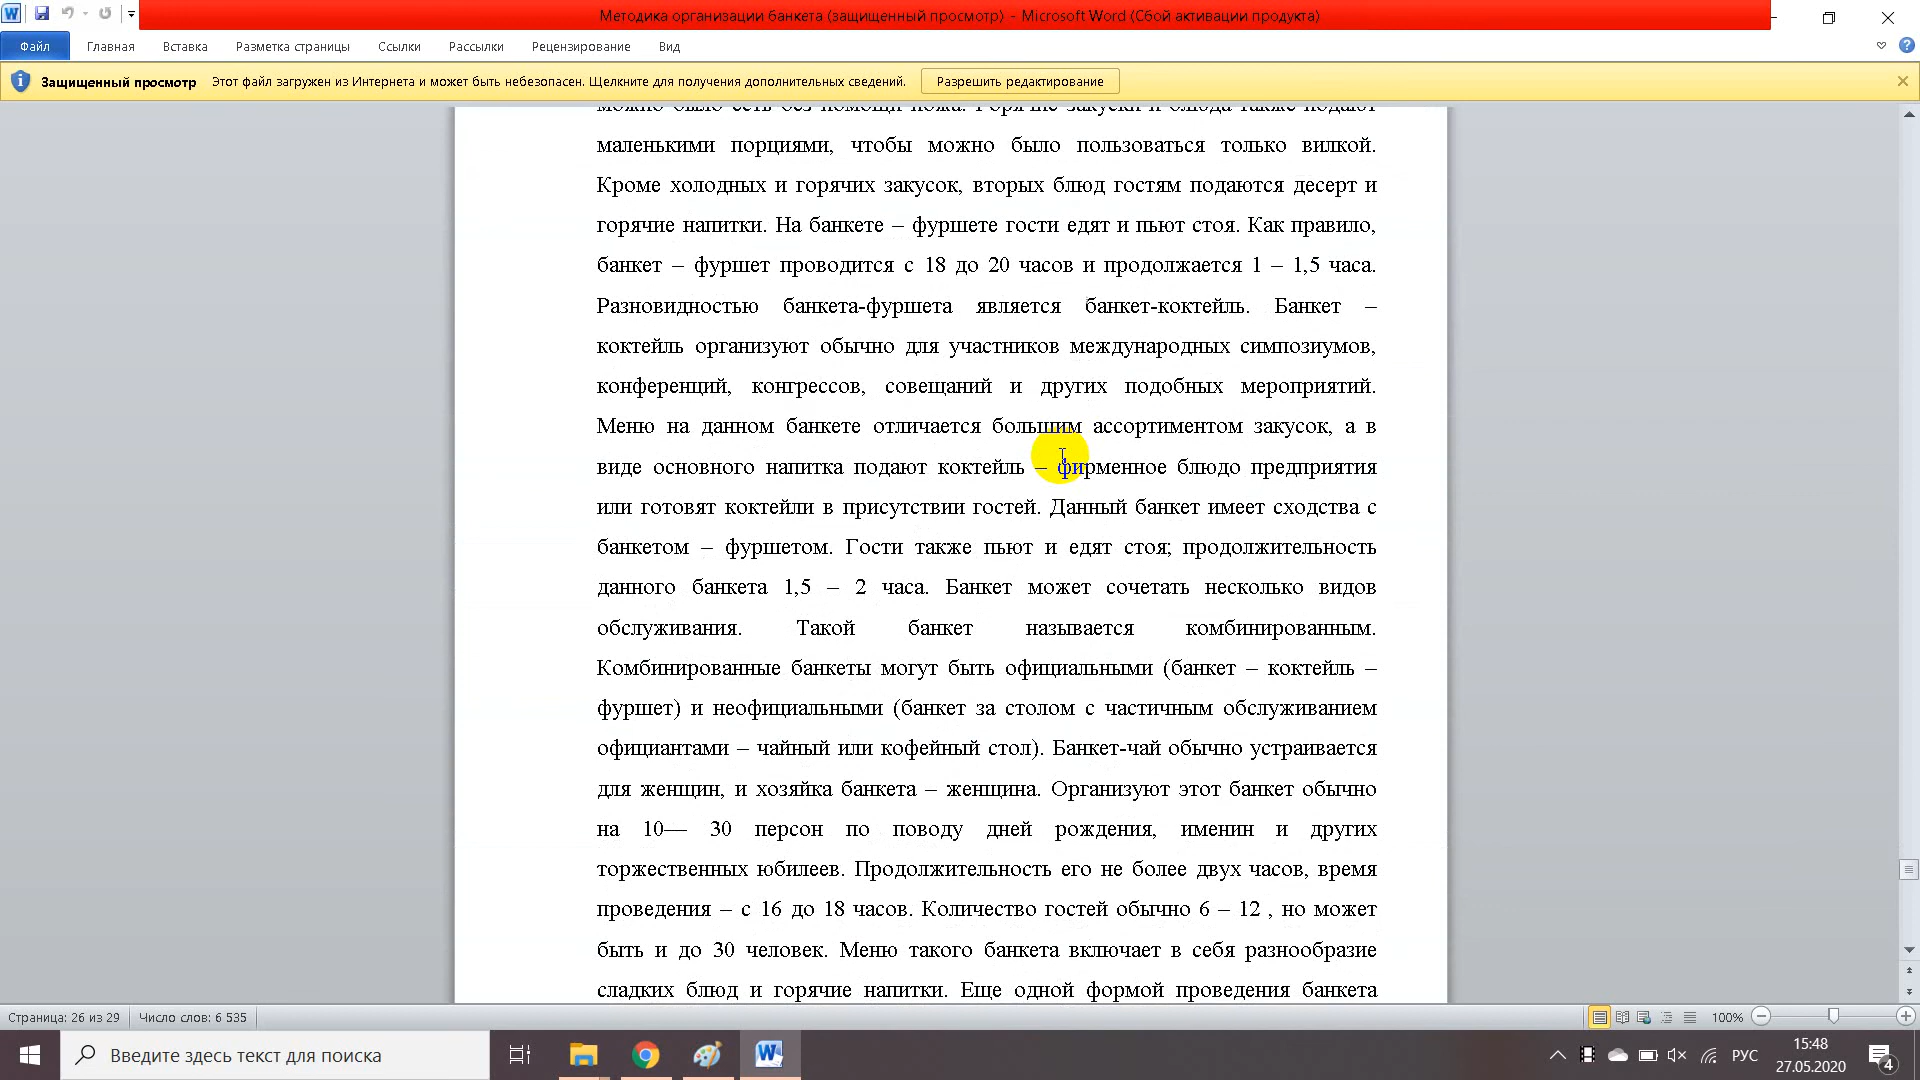 Методика организации банкета (защищенный просмотр) - Microsoft Word (Сбой активации продукта)
Файл Главная Вставка Разметка страницы Ссылки Рассылки Рецензирование Вид
Защищенный просмотр Этот файл загружен из Интернета и может быть небезопасен. Щелкните для получения дополнительных сведений. Разрешить редактирование
можно было есть без помощи ножа. Горячие закуски и блюда также подают
маленькими порциями, чтобы можно было пользоваться только вилкой.
Кроме холодных и горячих закусок, вторых блюд гостям подаются десерт и
горячие напитки. На банкете – фуршете гости едят и пьют стоя. Как правило,
банкет – фуршет проводится с 18 до 20 часов и продолжается 1 – 1,5 часа.
Разновидностью банкета-фуршета является банкет-коктейль. Банкет –
коктейль организуют обычно для участников международных симпозиумов,
конференций, конгрессов, совещаний и других подобных мероприятий.
Меню на данном банкете отличается большим ассортиментом закусок, а в
виде основного напитка подают коктейль – фирменное блюдо предприятия
или готовят коктейли в присутствии гостей. Данный банкет имеет сходства с
банкетом – фуршетом. Гости также пьют и едят стоя; продолжительность
данного банкета 1,5 – 2 часа. Банкет может сочетать несколько видов
обслуживания. Такой банкет называется комбинированным.
Комбинированные банкеты могут быть официальными (банкет – коктейль –
фуршет) и неофициальными (банкет за столом с частичным обслуживанием
официантами – чайный или кофейный стол). Банкет-чай обычно устраивается
для женщин, и хозяйка банкета – женщина. Организуют этот банкет обычно
на 10— 30 персон по поводу дней рождения, именин и других
торжественных юбилеев. Продолжительность его не более двух часов, время
проведения – с 16 до 18 часов. Количество гостей обычно 6 – 12 , но может
быть и до 30 человек. Меню такого банкета включает в себя разнообразие
сладких блюд и горячие напитки. Еще одной формой проведения банкета
Страница: 26 из 29 Число слов: 6 535 100%
Введите здесь текст для поиска РУС 15:48
27.05.2020 4